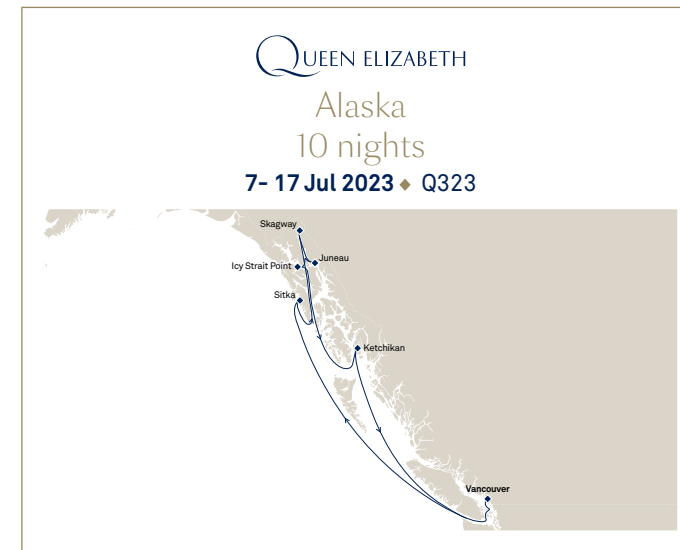 QUEEN ELIZABETH
Alaska
10 nights
7- 17 Jul 2023 ◆ Q323
Skagway
Juneau
Icy Strait Point
Sitka
Ketchikan
Vancouver